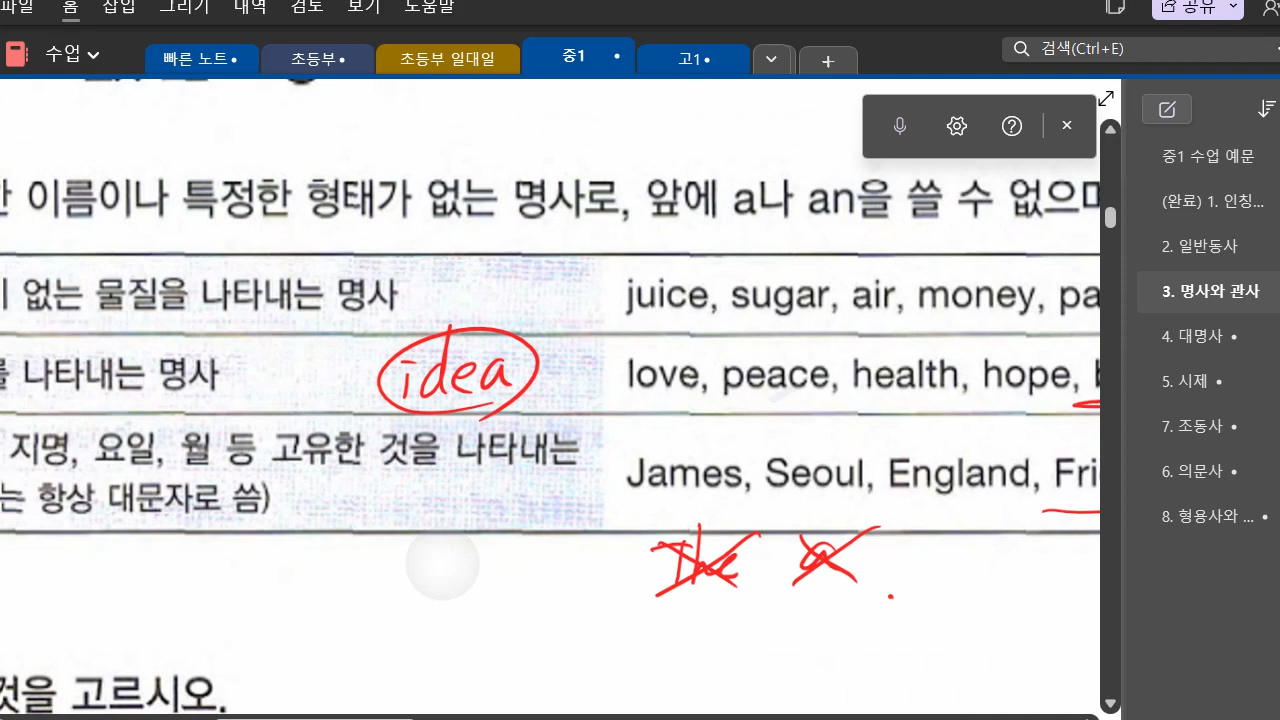 파일 홈 삽입 그리기 대역 검토 보기 도움말 공유
수업 빠른 노트 초등부 초등부 일대일 중1 고1 검색(Ctrl+E)
이름이나 특정한 형태가 없는 명사로, 앞에 a나 an을 쓸 수 없으며
없는 물질을 나타내는 명사 juice, sugar, air, money, pa
를 나타내는 명사 idea love, peace, health, hope, b
지명, 요일, 월 등 고유한 것을 나타내는
는 항상 대문자로 씀) James, Seoul, England, Fri
The a
것을 고르시오.
중1 수업 예문
(완료) 1. 인칭...
2. 일반동사
3. 명사와 관사
4. 대명사
5. 시제
7. 조동사
6. 의문사
8. 형용사와 ...